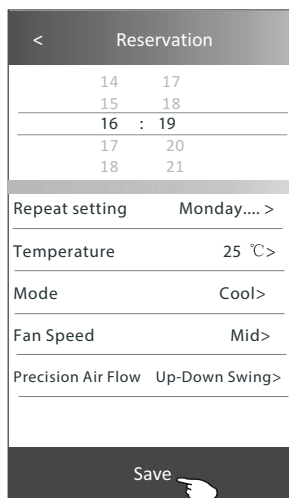 < Reservation
14 17
15 18
16 : 19
17 20
18 21
Repeat setting Monday.... >
Temperature 25 ℃>
Mode Cool>
Fan Speed Mid>
Precision Air Flow Up-Down Swing>
Save